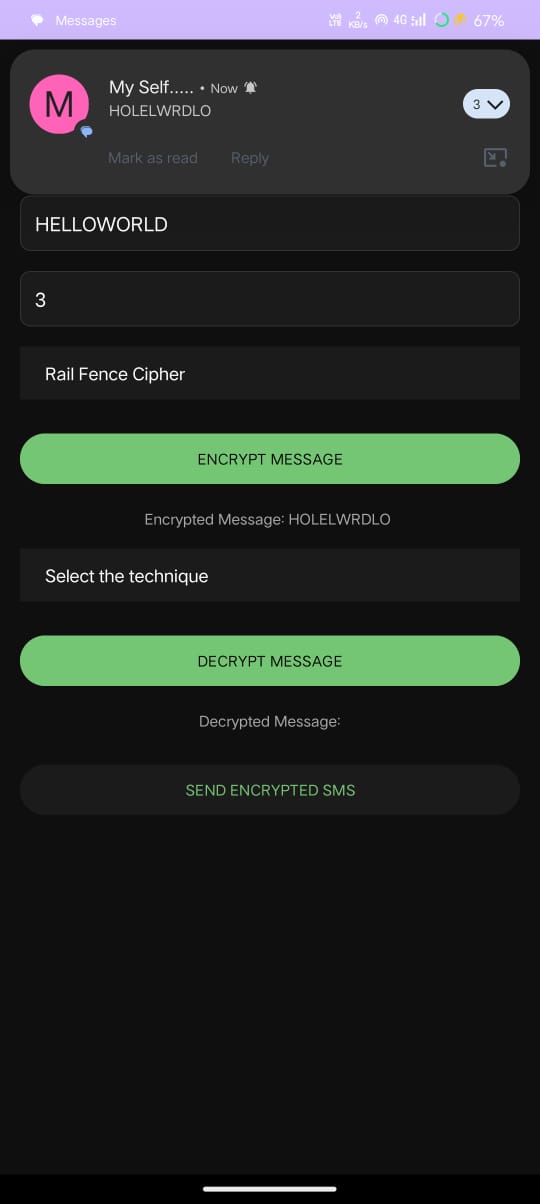 Messages
Vo) LTE 2 KB/s 4G 67%
M
My Self..... • Now
HOLELWRDLO
3
Mark as read Reply
HELLOWORLD
3
Rail Fence Cipher
ENCRYPT MESSAGE
Encrypted Message: HOLELWRDLO
Select the technique
DECRYPT MESSAGE
Decrypted Message:
SEND ENCRYPTED SMS